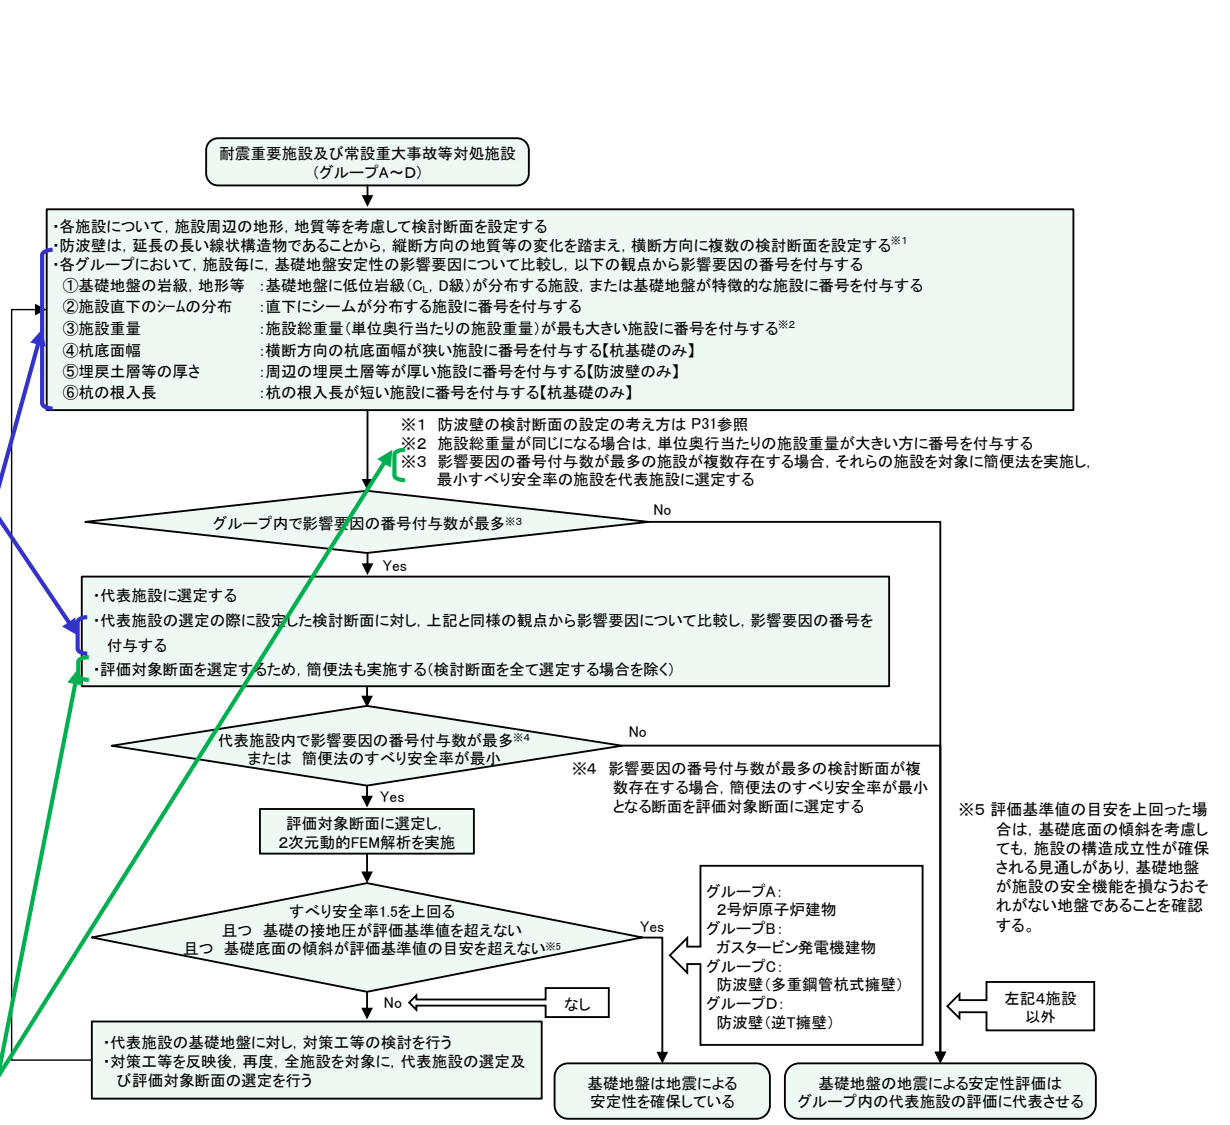 耐震重要施設及び常設重大事故等対処施設
（グループA～D）
・各施設について，施設周辺の地形，地質等を考慮して検討断面を設定する
・防波壁は，延長の長い線状構造物であることから，縦断方向の地質等の変化を踏まえ，横断方向に複数の検討断面を設定する※1
・各グループにおいて，施設毎に，基礎地盤安定性の影響要因について比較し，以下の観点から影響要因の番号を付与する
①基礎地盤の岩級，地形等　：基礎地盤に低位岩級（CL，D級）が分布する施設，または基礎地盤が特徴的な施設に番号を付与する
②施設直下のシームの分布　：直下にシームが分布する施設に番号を付与する
③施設重量　：施設総重量（単位奥行当たりの施設重量）が最も大きい施設に番号を付与する※2
④杭底面幅　：横断方向の杭底面幅が狭い施設に番号を付与する【杭基礎のみ】
⑤埋戻土層等の厚さ　：周辺の埋戻土層等が厚い施設に番号を付与する【防波壁のみ】
⑥杭の根入長　：杭の根入長が短い施設に番号を付与する【杭基礎のみ】
※1　防波壁の検討断面の設定の考え方は P31参照
※2　施設総重量が同じになる場合は，単位奥行当たりの施設重量が大きい方に番号を付与する
※3　影響要因の番号付与数が最多の施設が複数存在する場合，それらの施設を対象に簡便法を実施し，
最小すべり安全率の施設を代表施設に選定する
グループ内で影響要因の番号付与数が最多※3
No
Yes
・代表施設に選定する
・代表施設の選定の際に設定した検討断面に対し，上記と同様の観点から影響要因について比較し，影響要因の番号を
付与する
・評価対象断面を選定するため，簡便法も実施する（検討断面を全て選定する場合を除く）
代表施設内で影響要因の番号付与数が最多※4
または　簡便法のすべり安全率が最小
No
Yes
※4　影響要因の番号付与数が最多の検討断面が複
数存在する場合，簡便法のすべり安全率が最小
となる断面を評価対象断面に選定する
評価対象断面に選定し，
2次元動的FEM解析を実施
※5 評価基準値の目安を上回った場
合は，基礎底面の傾斜を考慮し
ても，施設の構造成立性が確保
される見通しがあり，基礎地盤
が施設の安全機能を損なうおそ
れがない地盤であることを確認
する。
すべり安全率1.5を上回る
且つ　基礎の接地圧が評価基準値を超えない
且つ　基礎底面の傾斜が評価基準値の目安を超えない※5
Yes
グループA：
2号炉原子炉建物
グループB：
ガスタービン発電機建物
グループC：
防波壁（多重鋼管杭式擁壁）
グループD：
防波壁（逆T擁壁）
No
なし
左記4施設
以外
・代表施設の基礎地盤に対し，対策工等の検討を行う
・対策工等を反映後，再度，全施設を対象に，代表施設の選定及
び評価対象断面の選定を行う
基礎地盤は地震による
安定性を確保している
基礎地盤の地震による安定性評価は
グループ内の代表施設の評価に代表させる